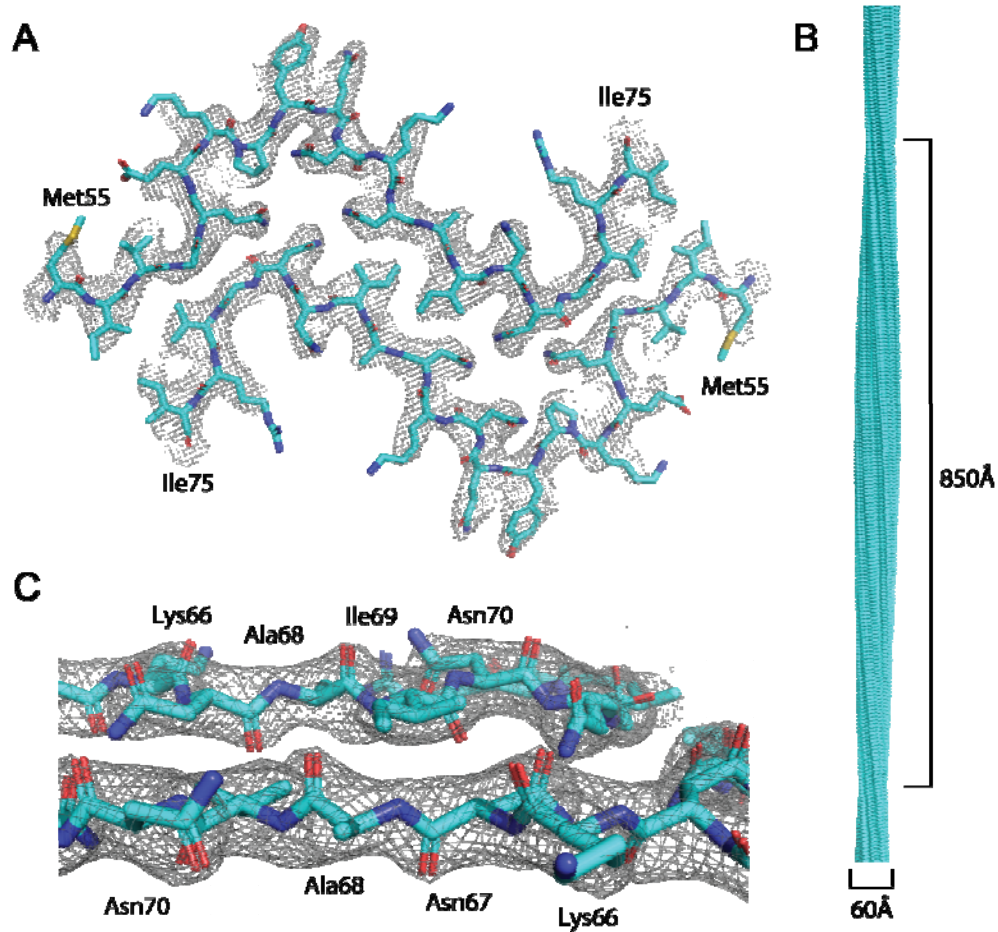 A
B
Ile75
Met55
850Å
Met55
Ile75
C
Lys66
Ala68
Ile69
Asn70
Asn70
Ala68
Asn67
Lys66
60Å